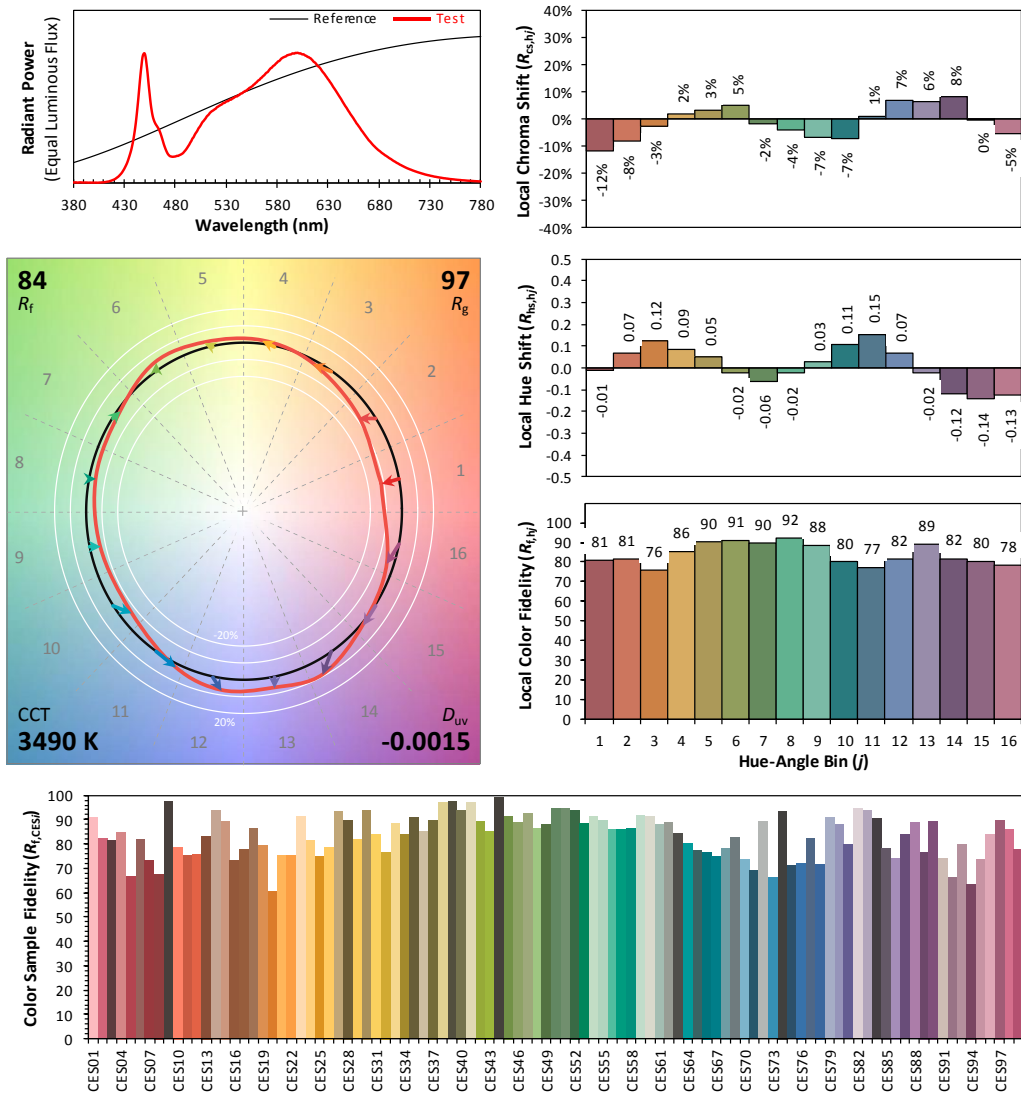 Radiant Power
(Equal Luminous Flux)
Reference
Test
380 430 480 530 580 630 680 730 780
Wavelength (nm)
Local Chroma Shift (Rcs,hj)
40%
30%
20%
10%
0%
-10%
-20%
-30%
-40%
-12% -8% -3% 2% 3% 5% -2% -4% -7% -7% 1% 7% 6% 8% 0% -5%
84
Rf
97
Rg
1 2 3 4 5 6 7 8 9 10 11 12 13 14 15 16
-20%
20%
CCT
3490 K
Duv
-0.0015
Local Hue Shift (Rhs,hj)
0.5
0.4
0.3
0.2
0.1
0.0
-0.1
-0.2
-0.3
-0.4
-0.5
-0.01 0.07 0.12 0.09 0.05 -0.02 -0.06 -0.02 0.03 0.11 0.15 0.07 -0.02 -0.12 -0.14 -0.13
Local Color Fidelity (Rf,hj)
100
90
80
70
60
50
40
30
20
10
0
81 81 76 86 90 91 90 92 88 80 77 82 89 82 80 78
1 2 3 4 5 6 7 8 9 10 11 12 13 14 15 16
Hue-Angle Bin (j)
Color Sample Fidelity (Rf,CESi)
100
90
80
70
60
50
40
30
20
10
0
CES01 CES04 CES07 CES10 CES13 CES16 CES19 CES22 CES25 CES28 CES31 CES34 CES37 CES40 CES43 CES46 CES49 CES52 CES55 CES58 CES61 CES64 CES67 CES70 CES73 CES76 CES79 CES82 CES85 CES88 CES91 CES94 CES97